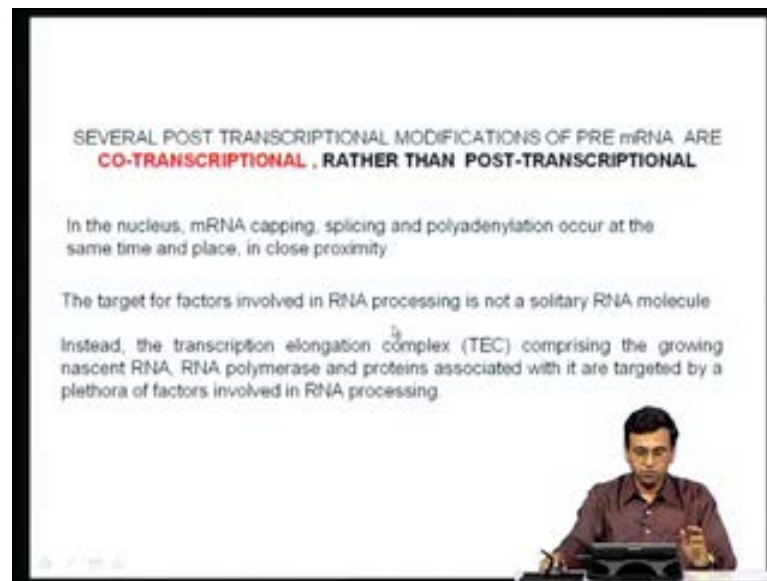 SEVERAL POST TRANSCRIPTIONAL MODIFICATIONS OF PRE mRNA ARE
CO-TRANSCRIPTIONAL , RATHER THAN POST-TRANSCRIPTIONAL
In the nucleus, mRNA capping, splicing and polyadenylation occur at the
same time and place, in close proximity
The target for factors involved in RNA processing is not a solitary RNA molecule
Instead, the transcription elongation complex (TEC) comprising the growing
nascent RNA, RNA polymerase and proteins associated with it are targeted by a
plethora of factors involved in RNA processing.